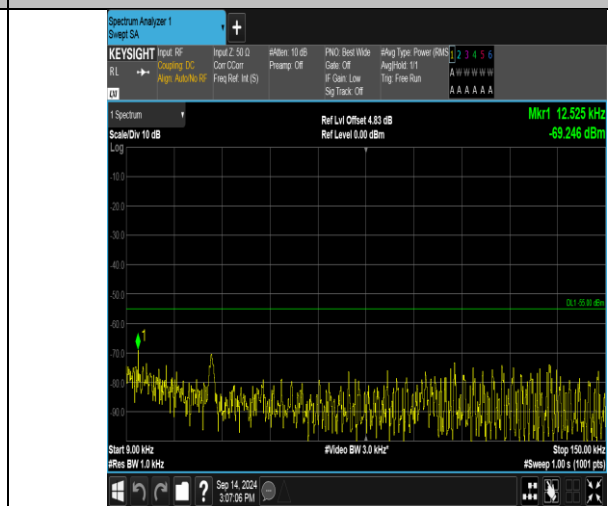 Spectrum Analyzer 1
Swept SA
+
KEYSIGHT Input: RF Input Z: 50 Ω #Atten: 10 dB PNO: Best Wide #Avg Type: Power (RMS 1 2 3 4 5 6
RL Coupling: DC Corr CCorr Preamp: Off Gate: Off Avg|Hold: 1/1 A W W W W W
Align: Auto/No RF Freq Ref: Int (S) IF Gain: Low Trig: Free Run
Sig Track: Off A A A A A A
1 Spectrum Ref Lvl Offset 4.83 dB Mkr1 12.525 kHz
Scale/Div 10 dB Ref Level 0.00 dBm -69.246 dBm
Log
-10.0
-20.0
-30.0
-40.0
-50.0
DL1 -55.00 dBm
-60.0
1
-70.0
-80.0
-90.0
Start 9.00 kHz #Video BW 3.0 kHz* Stop 150.00 kHz
#Res BW 1.0 kHz #Sweep 1.00 s (1001 pts)
? Sep 14, 2024
3:07:06 PM